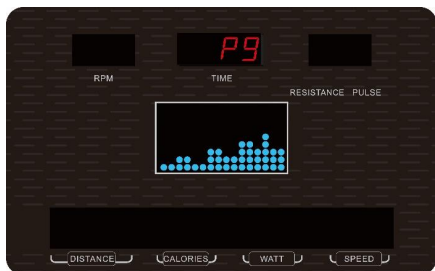 P9
RPM TIME
RESISTANCE PULSE
DISTANCE CALORIES WATT SPEED